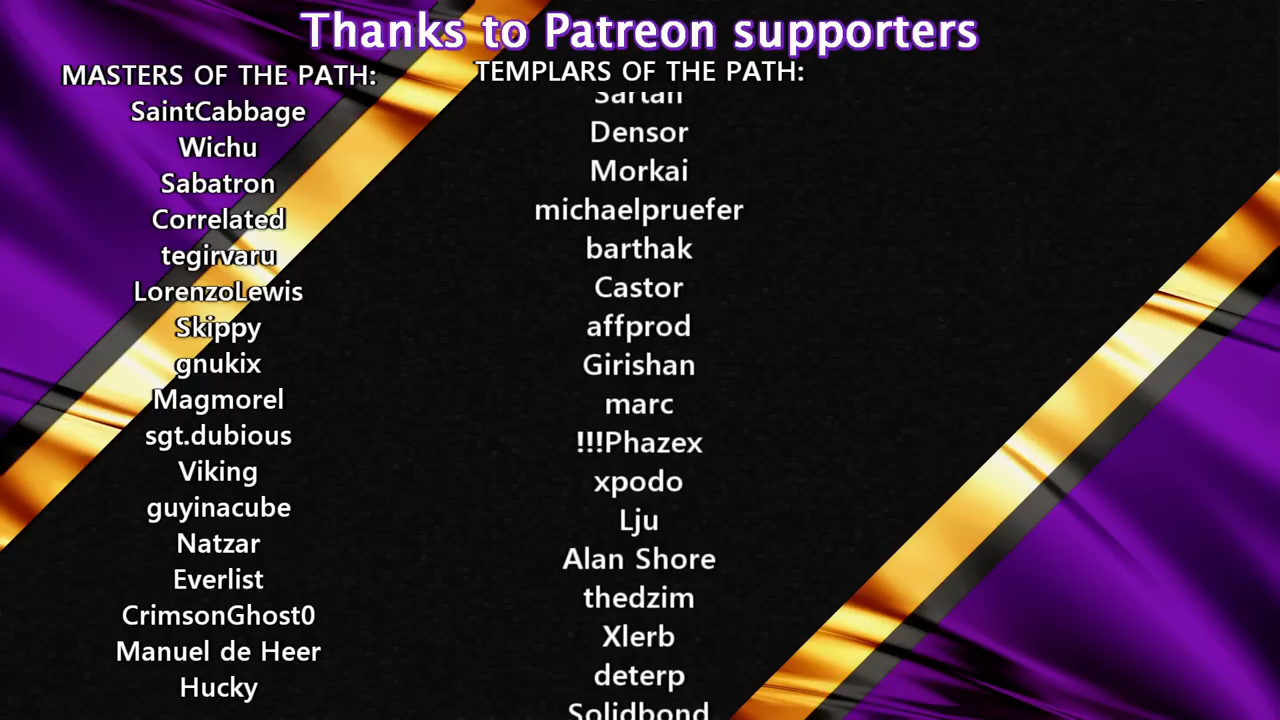 Thanks to Patreon supporters
MASTERS OF THE PATH:
SaintCabbage
Wichu
Sabatron
Correlated
tegirvaru
LorenzoLewis
Skippy
gnukix
Magmorel
sgt.dubious
Viking
guyinacube
Natzar
Everlist
CrimsonGhost0
Manuel de Heer
Hucky
TEMPLARS OF THE PATH:
Densor
Morkai
michaelpruefer
barthak
Castor
affprod
Girishan
marc
!!!Phazex
xpodo
Lju
Alan Shore
thedzim
Xlerb
deterp
Solidbond